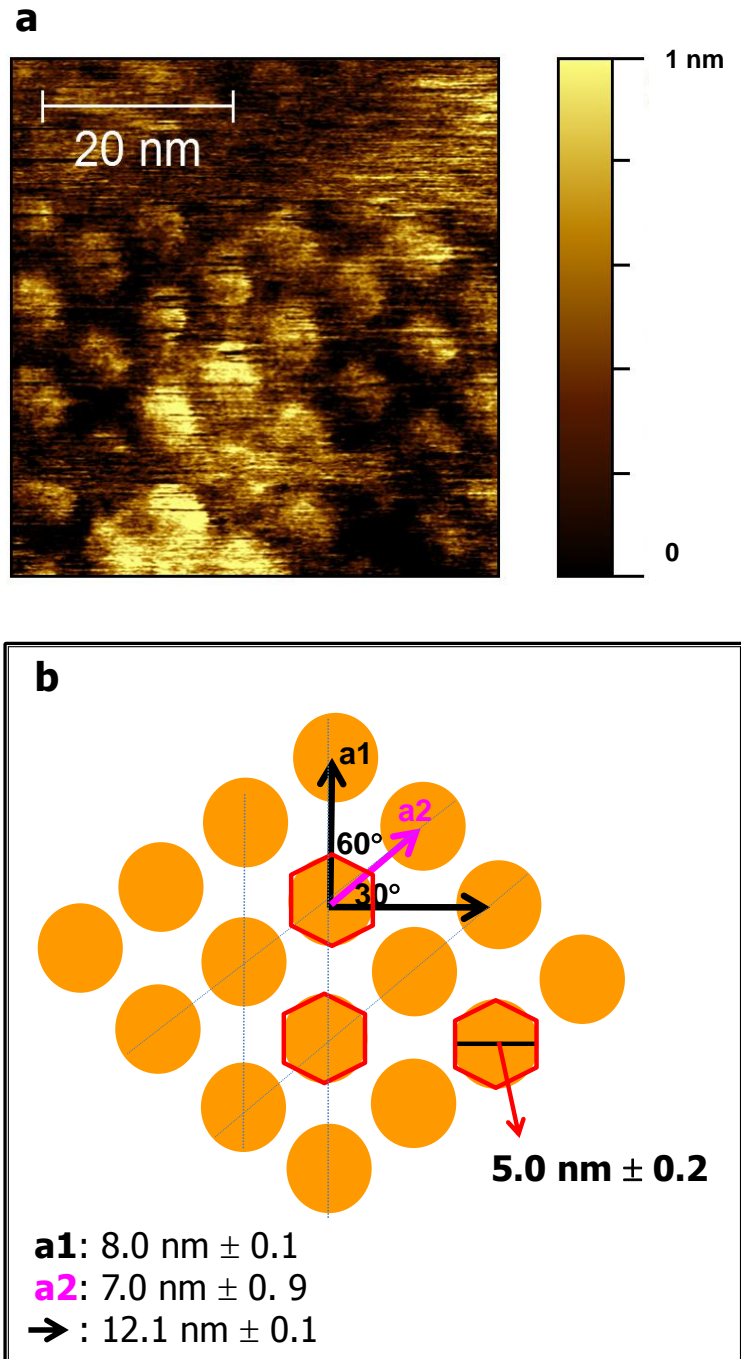 a
1 nm
20 nm
0
b
a1
a2
60°
30°
5.0 nm ± 0.2
a1: 8.0 nm ± 0.1
a2: 7.0 nm ± 0. 9
→ : 12.1 nm ± 0.1